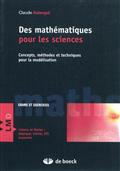 Claude Aslangul
Des mathématiques
pour les sciences
Concepts, méthodes et techniques
pour la modélisation
maths
LMD
COURS ET EXERCICES
de boeck